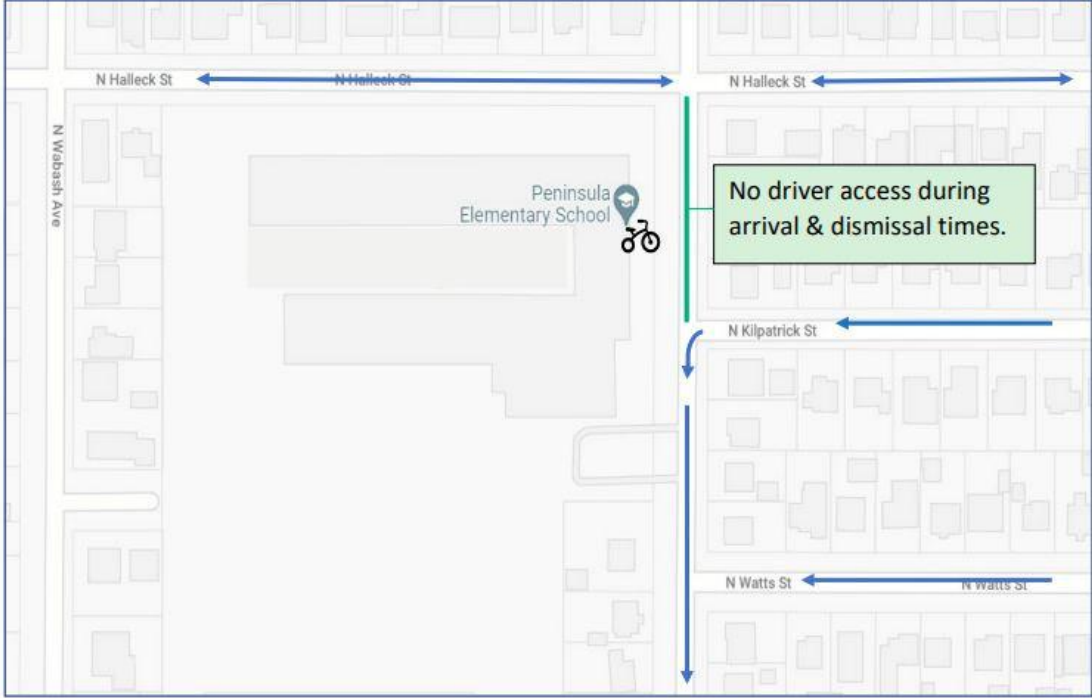 N Halleck St
N Halleck St
N Halleck St
N Wabash Ave
Peninsula
Elementary School
No driver access during
arrival & dismissal times.
N Kilpatrick St
N Watts St
N Watts St